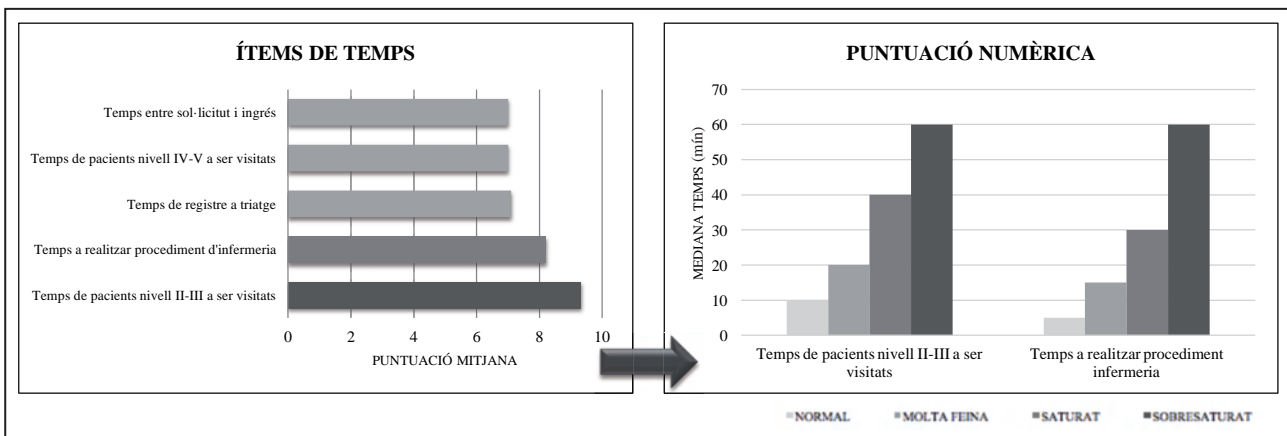 ÍTEMS DE TEMPS
Temps entre sol·licitut i ingrés
Temps de pacients nivell IV-V a ser visitats
Temps de registre a triatge
Temps a realitzar procediment d'infermeria
Temps de pacients nivell II-III a ser visitats
0 2 4 6 8 10
PUNTUACIÓ MITJANA
PUNTUACIÓ NUMÈRICA
MEDIANA TEMPS (mín)
70
60
50
40
30
20
10
0
Temps de pacients nivell II-III a ser
visitats
Temps a realitzar procediment
infermeria
NORMAL MOLTA FEINA SATURAT SOBRESATURAT